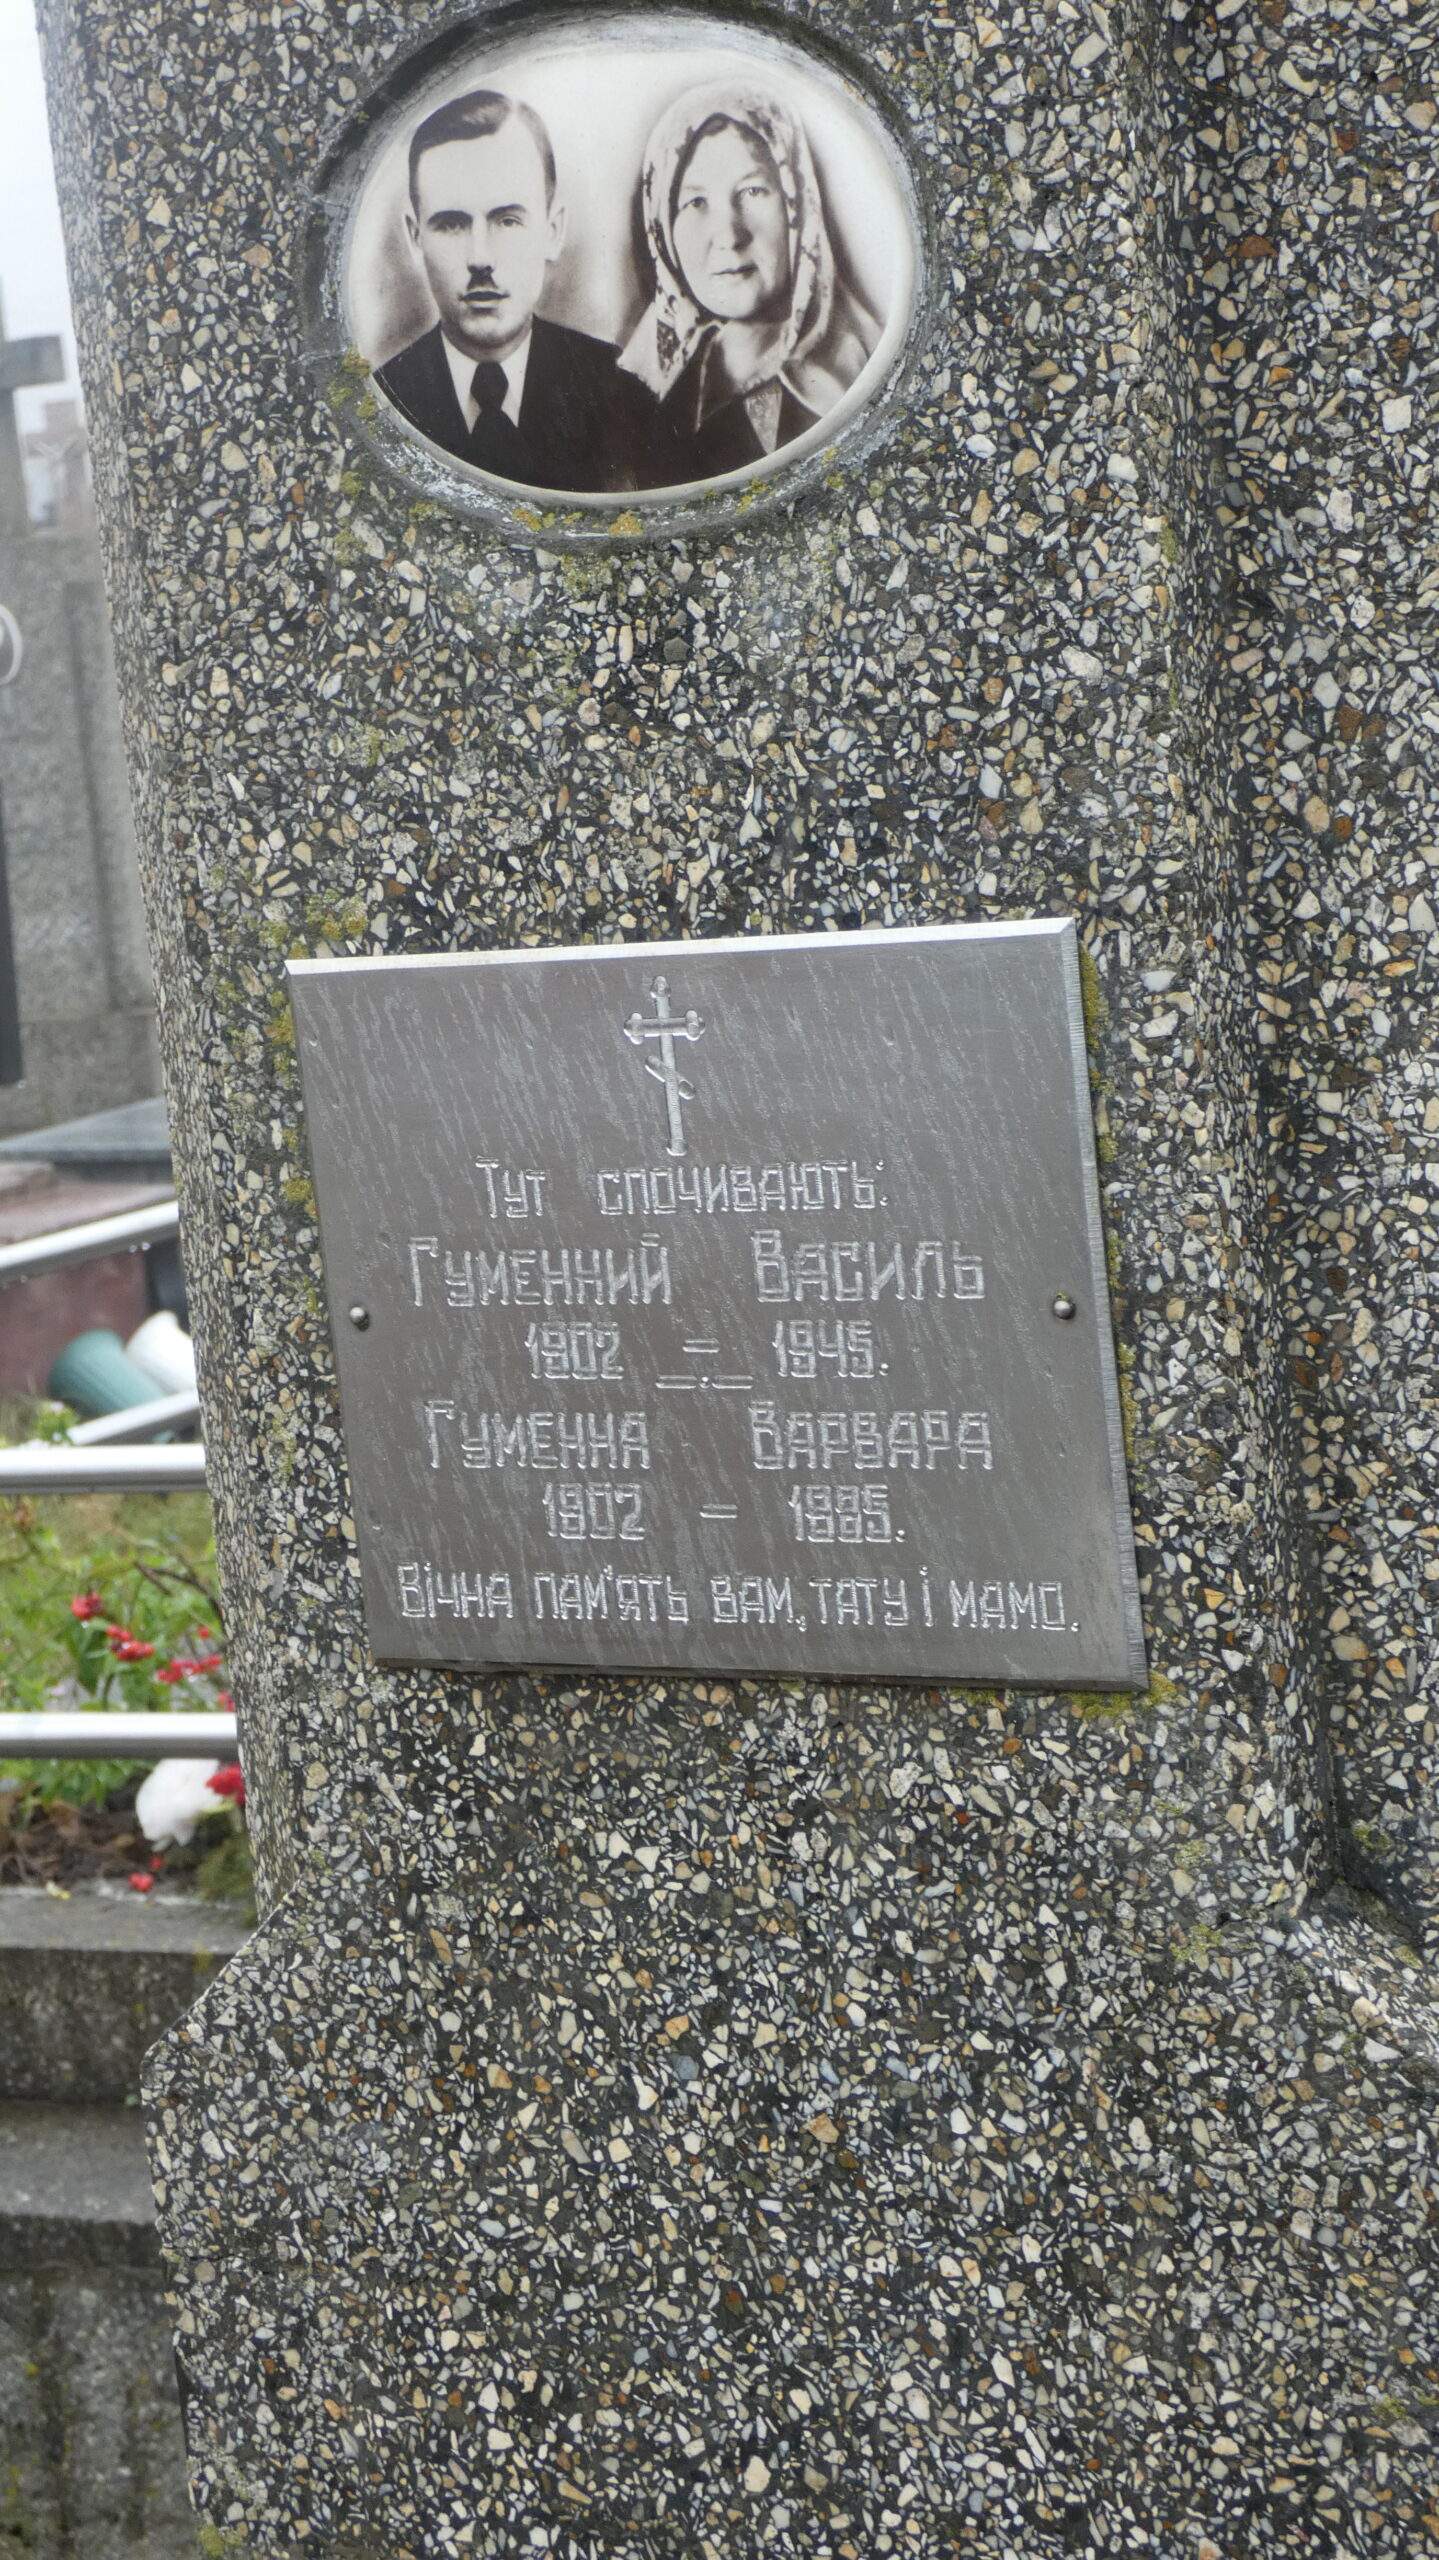 Тут спочивають:
Гуменний Василь
1902 – 1945.
Гуменна Варвара
1902 – 1985.
Вічна пам'ять вам, тату і мамо.